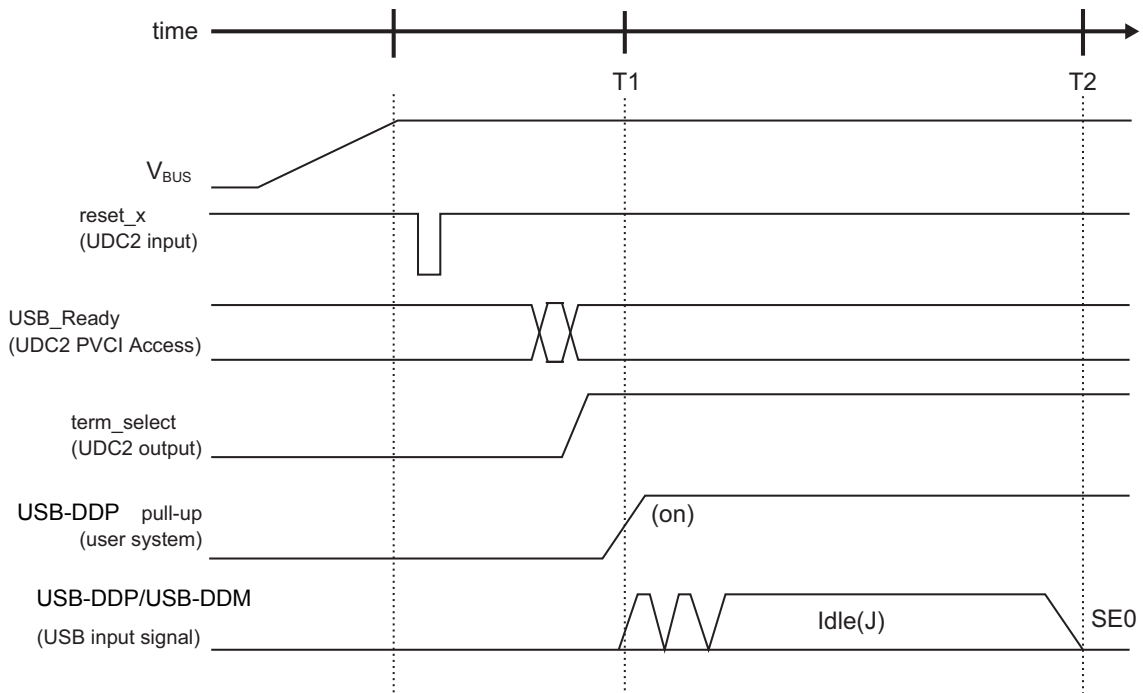 time
T1
T2
VBUS
reset_x
(UDC2 input)
USB_Ready
(UDC2 PVCI Access)
term_select
(UDC2 output)
USB-DDP pull-up
(on)
(user system)
USB-DDP/USB-DDM
Idle(J)
SE0
(USB input signal)